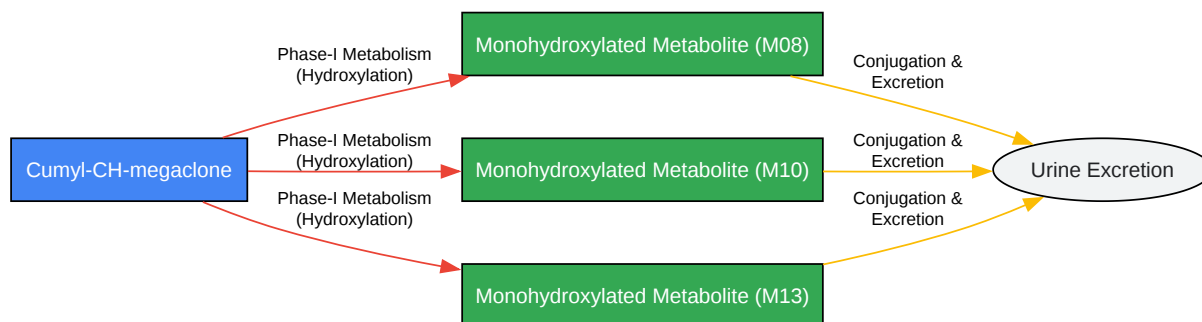 Phase-I Metabolism
(Hydroxylation)
Monohydroxylated Metabolite (M08)
Conjugation &
Excretion
Cumyl-CH-megaclone
Phase-I Metabolism
(Hydroxylation)
Monohydroxylated Metabolite (M10)
Conjugation &
Excretion
Urine Excretion
Phase-I Metabolism
(Hydroxylation)
Monohydroxylated Metabolite (M13)
Conjugation &
Excretion